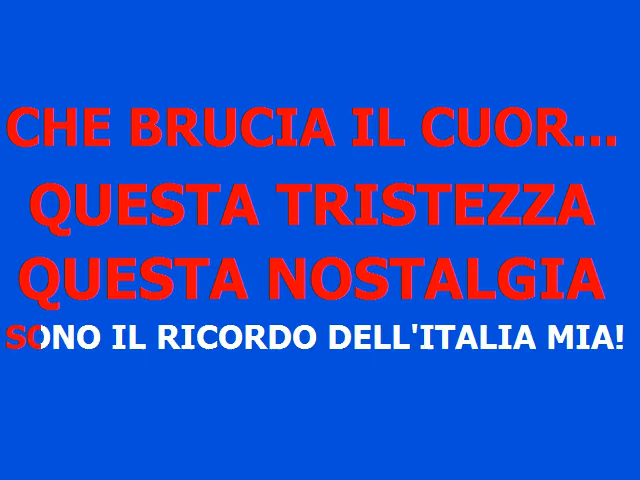 CHE BRUCIA IL CUOR...
QUESTA TRISTEZZA
QUESTA NOSTALGIA
SONO IL RICORDO DELL'ITALIA MIA!